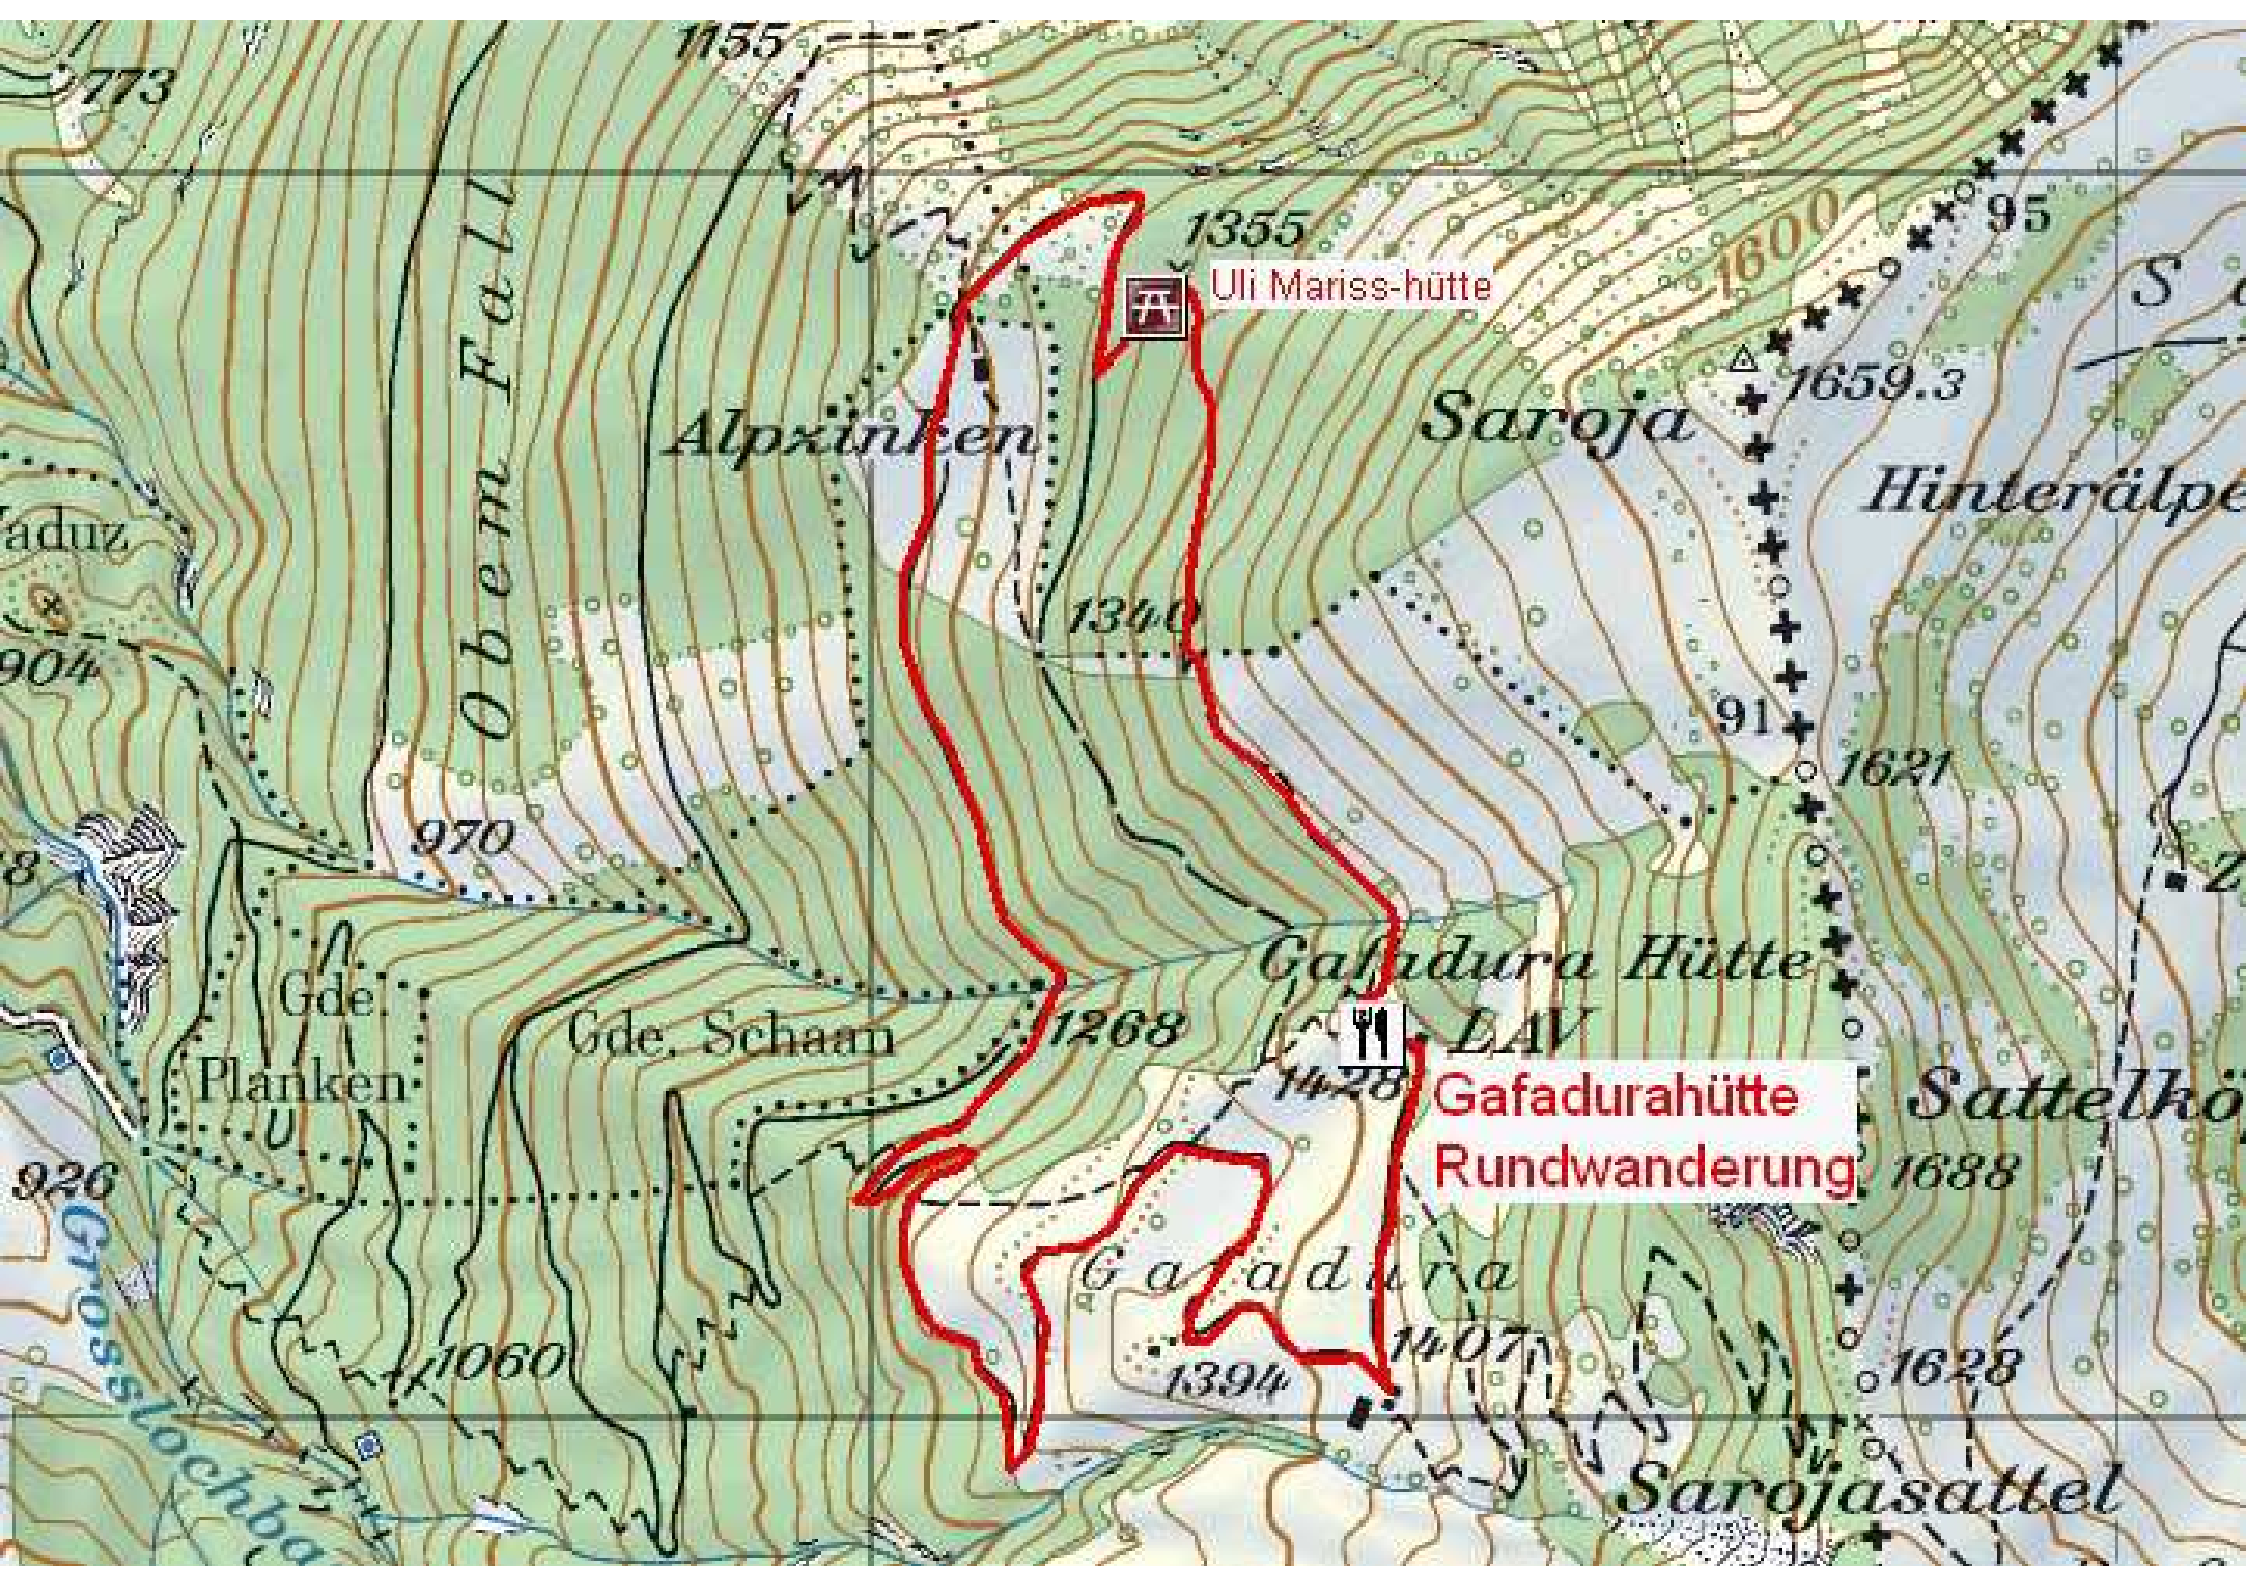 1155
773
Obem Fall
1355
95
Uli Mariss-hütte
1600
S
1659.3
Saroja
Alpxinken
Hinterälpe
aduz
1340
904
91
1621
970
Gafadura Hütte
Gde.
Gde. Schaan
1268
LAV
Planken
1428
Gafadurahütte
Rundwanderung
Sattelkö
926
1688
Gafadura
Grosslochba
1407
1060
1394
1628
Sarojasattel